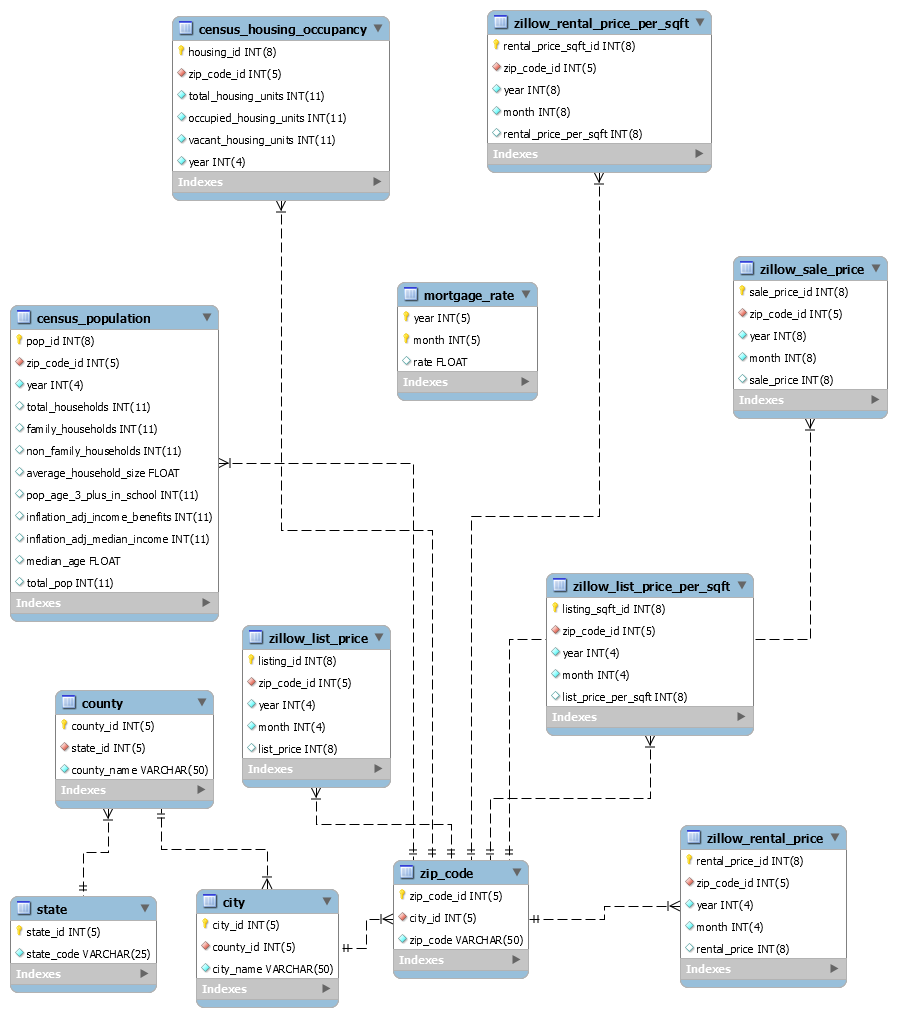 census_housing_occupancy
housing_id INT(8)
zip_code_id INT(5)
total_housing_units INT(11)
occupied_housing_units INT(11)
vacant_housing_units INT(11)
year INT(4)
Indexes
zillow_rental_price_per_sqft
rental_price_sqft_id INT(8)
zip_code_id INT(5)
year INT(8)
month INT(8)
rental_price_per_sqft INT(8)
Indexes
zillow_sale_price
sale_price_id INT(8)
zip_code_id INT(5)
year INT(8)
month INT(8)
sale_price INT(8)
Indexes
mortgage_rate
year INT(5)
month INT(5)
rate FLOAT
Indexes
census_population
pop_id INT(8)
zip_code_id INT(5)
year INT(4)
total_households INT(11)
family_households INT(11)
non_family_households INT(11)
average_household_size FLOAT
pop_age_3_plus_in_school INT(11)
inflation_adj_income_benefits INT(11)
inflation_adj_median_income INT(11)
median_age FLOAT
total_pop INT(11)
Indexes
zillow_list_price_per_sqft
listing_sqft_id INT(8)
zip_code_id INT(5)
year INT(4)
month INT(4)
list_price_per_sqft INT(8)
Indexes
zillow_list_price
listing_id INT(8)
zip_code_id INT(5)
year INT(4)
month INT(4)
list_price INT(8)
Indexes
county
county_id INT(5)
state_id INT(5)
county_name VARCHAR(50)
Indexes
zillow_rental_price
rental_price_id INT(8)
zip_code_id INT(5)
year INT(4)
month INT(4)
rental_price INT(8)
Indexes
zip_code
zip_code_id INT(5)
city_id INT(5)
zip_code VARCHAR(50)
Indexes
city
city_id INT(5)
county_id INT(5)
city_name VARCHAR(50)
Indexes
state
state_id INT(5)
state_code VARCHAR(25)
Indexes